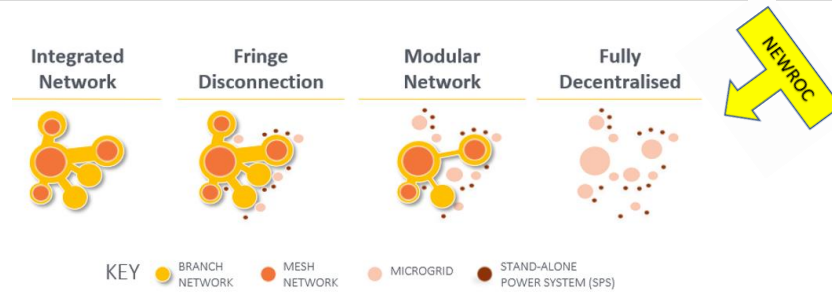 Integrated
Network
Fringe
Disconnection
Modular
Network
Fully
Decentralised
NEWROC
KEY
BRANCH
NETWORK
MESH
NETWORK
MICROGRID
STAND-ALONE
POWER SYSTEM (SPS)